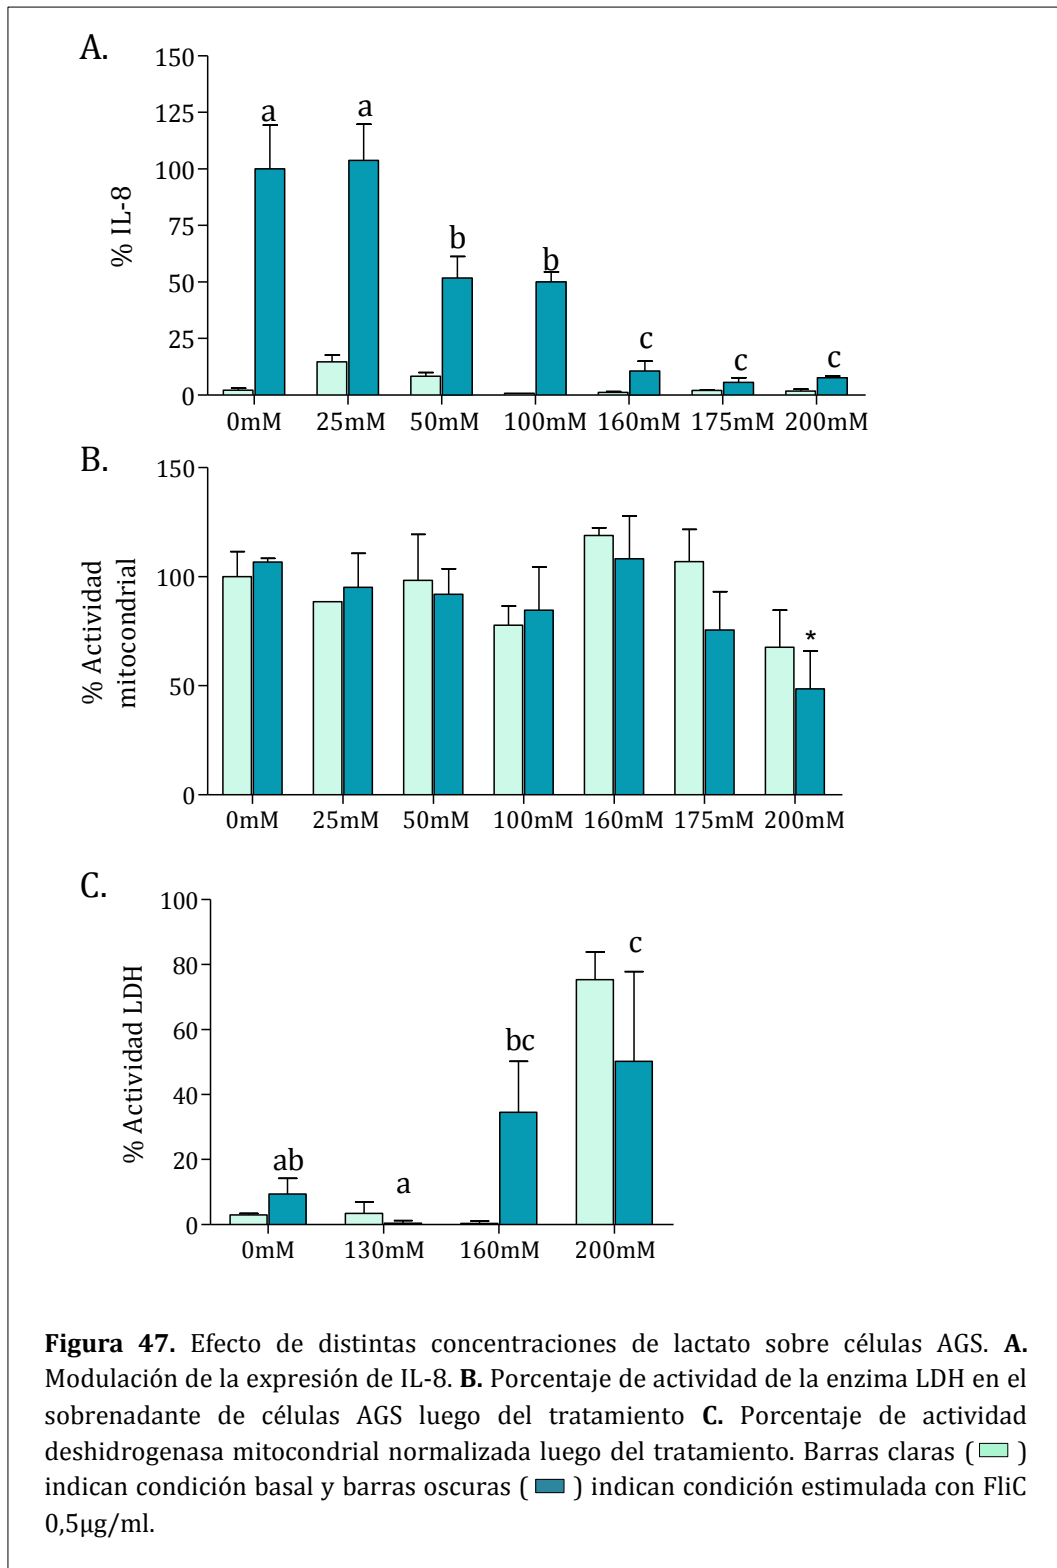 A.
150
125
100
75
50
25
0
% IL-8
a a b b c c c
0mM 25mM 50mM 100mM 160mM 175mM 200mM
B.
150
100
50
0
% Actividad
mitocondrial
*
0mM 25mM 50mM 100mM 160mM 175mM 200mM
C.
100
80
60
40
20
0
% Actividad LDH
ab a bc c
0mM 130mM 160mM 200mM
Figura 47. Efecto de distintas concentraciones de lactato sobre células AGS. A.
Modulación de la expresión de IL-8. B. Porcentaje de actividad de la enzima LDH en el
sobrenadante de células AGS luego del tratamiento C. Porcentaje de actividad
deshidrogenasa mitocondrial normalizada luego del tratamiento. Barras claras ( )
indican condición basal y barras oscuras ( ) indican condición estimulada con FliC
0,5µg/ml.